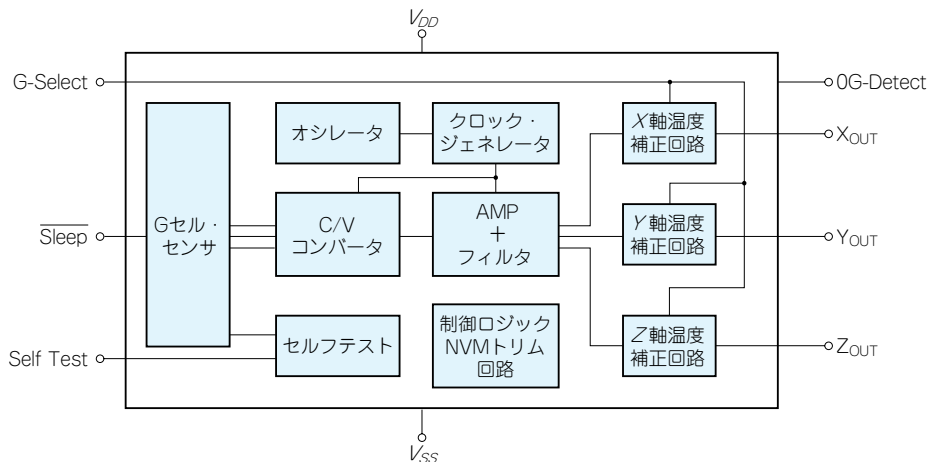 VDD
G-Select
0G-Detect
オシレータ
クロック・
ジェネレータ
X軸温度
補正回路
XOUT
Sleep
Gセル・
センサ
C/V
コンバータ
AMP
+
フィルタ
Y軸温度
補正回路
YOUT
Self Test
セルフテスト
制御ロジック
NVMトリム
回路
Z軸温度
補正回路
ZOUT
VSS